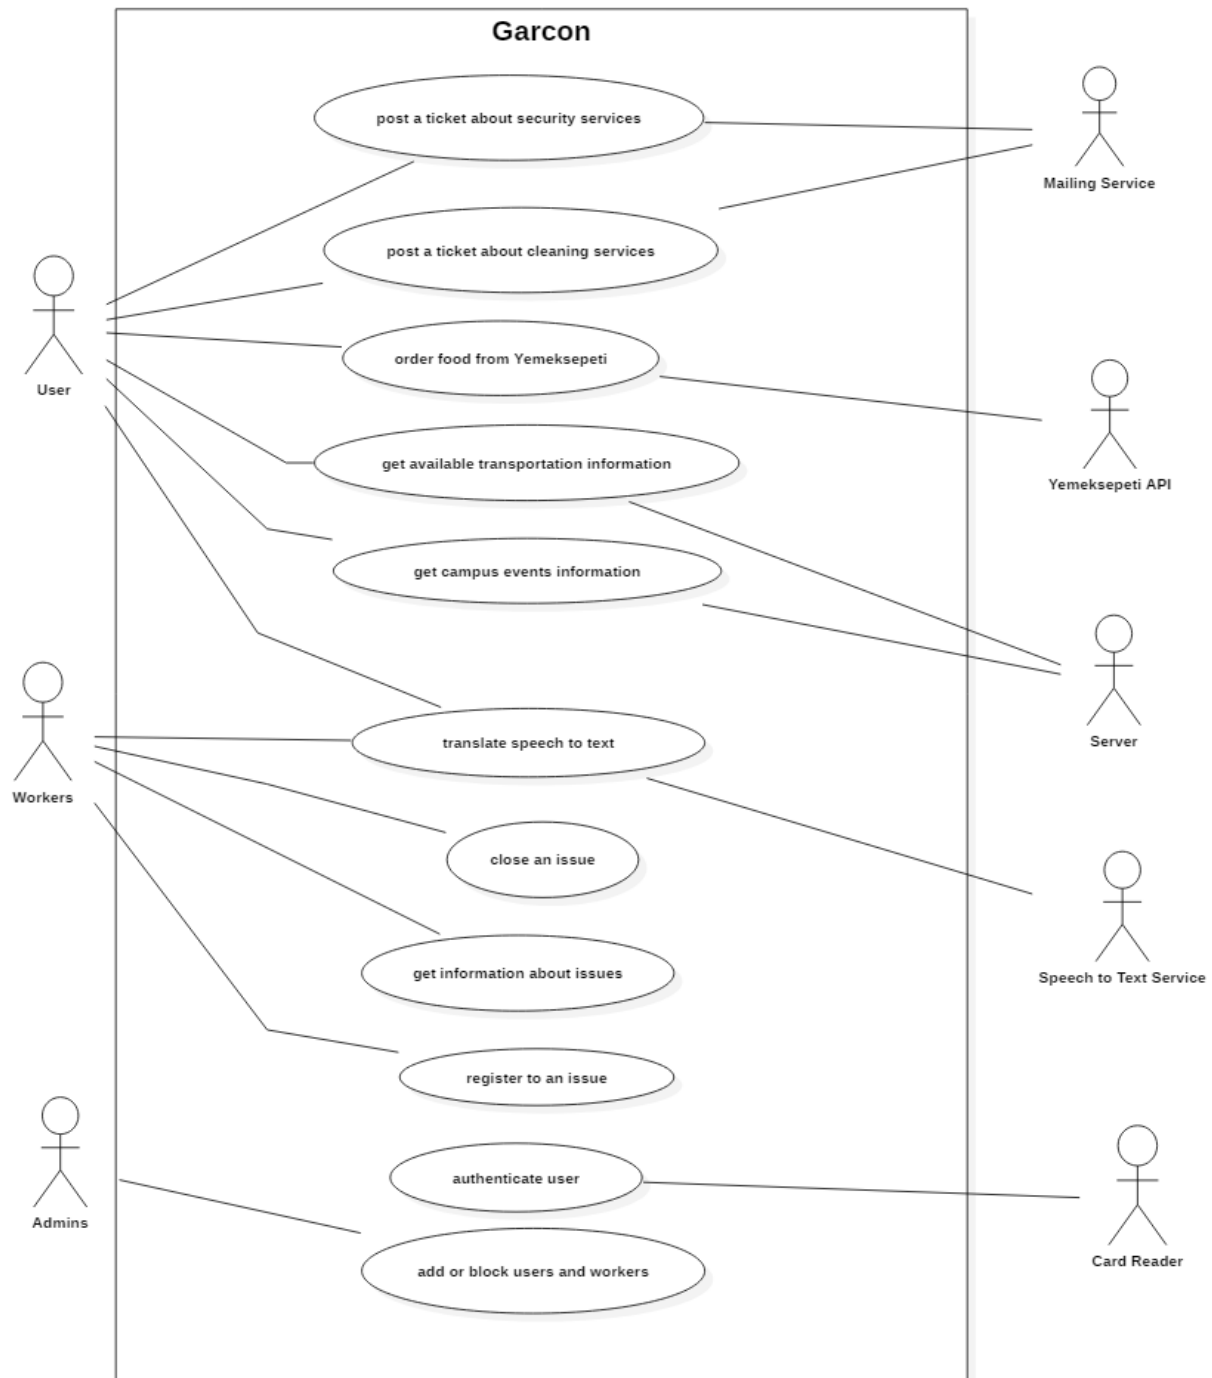 Garcon
post a ticket about security services
Mailing Service
post a ticket about cleaning services
order food from Yemeksepeti
User
get available transportation information
Yemeksepeti API
get campus events information
translate speech to text
Server
Workers
close an issue
get information about issues
Speech to Text Service
register to an issue
authenticate user
Admins
Card Reader
add or block users and workers